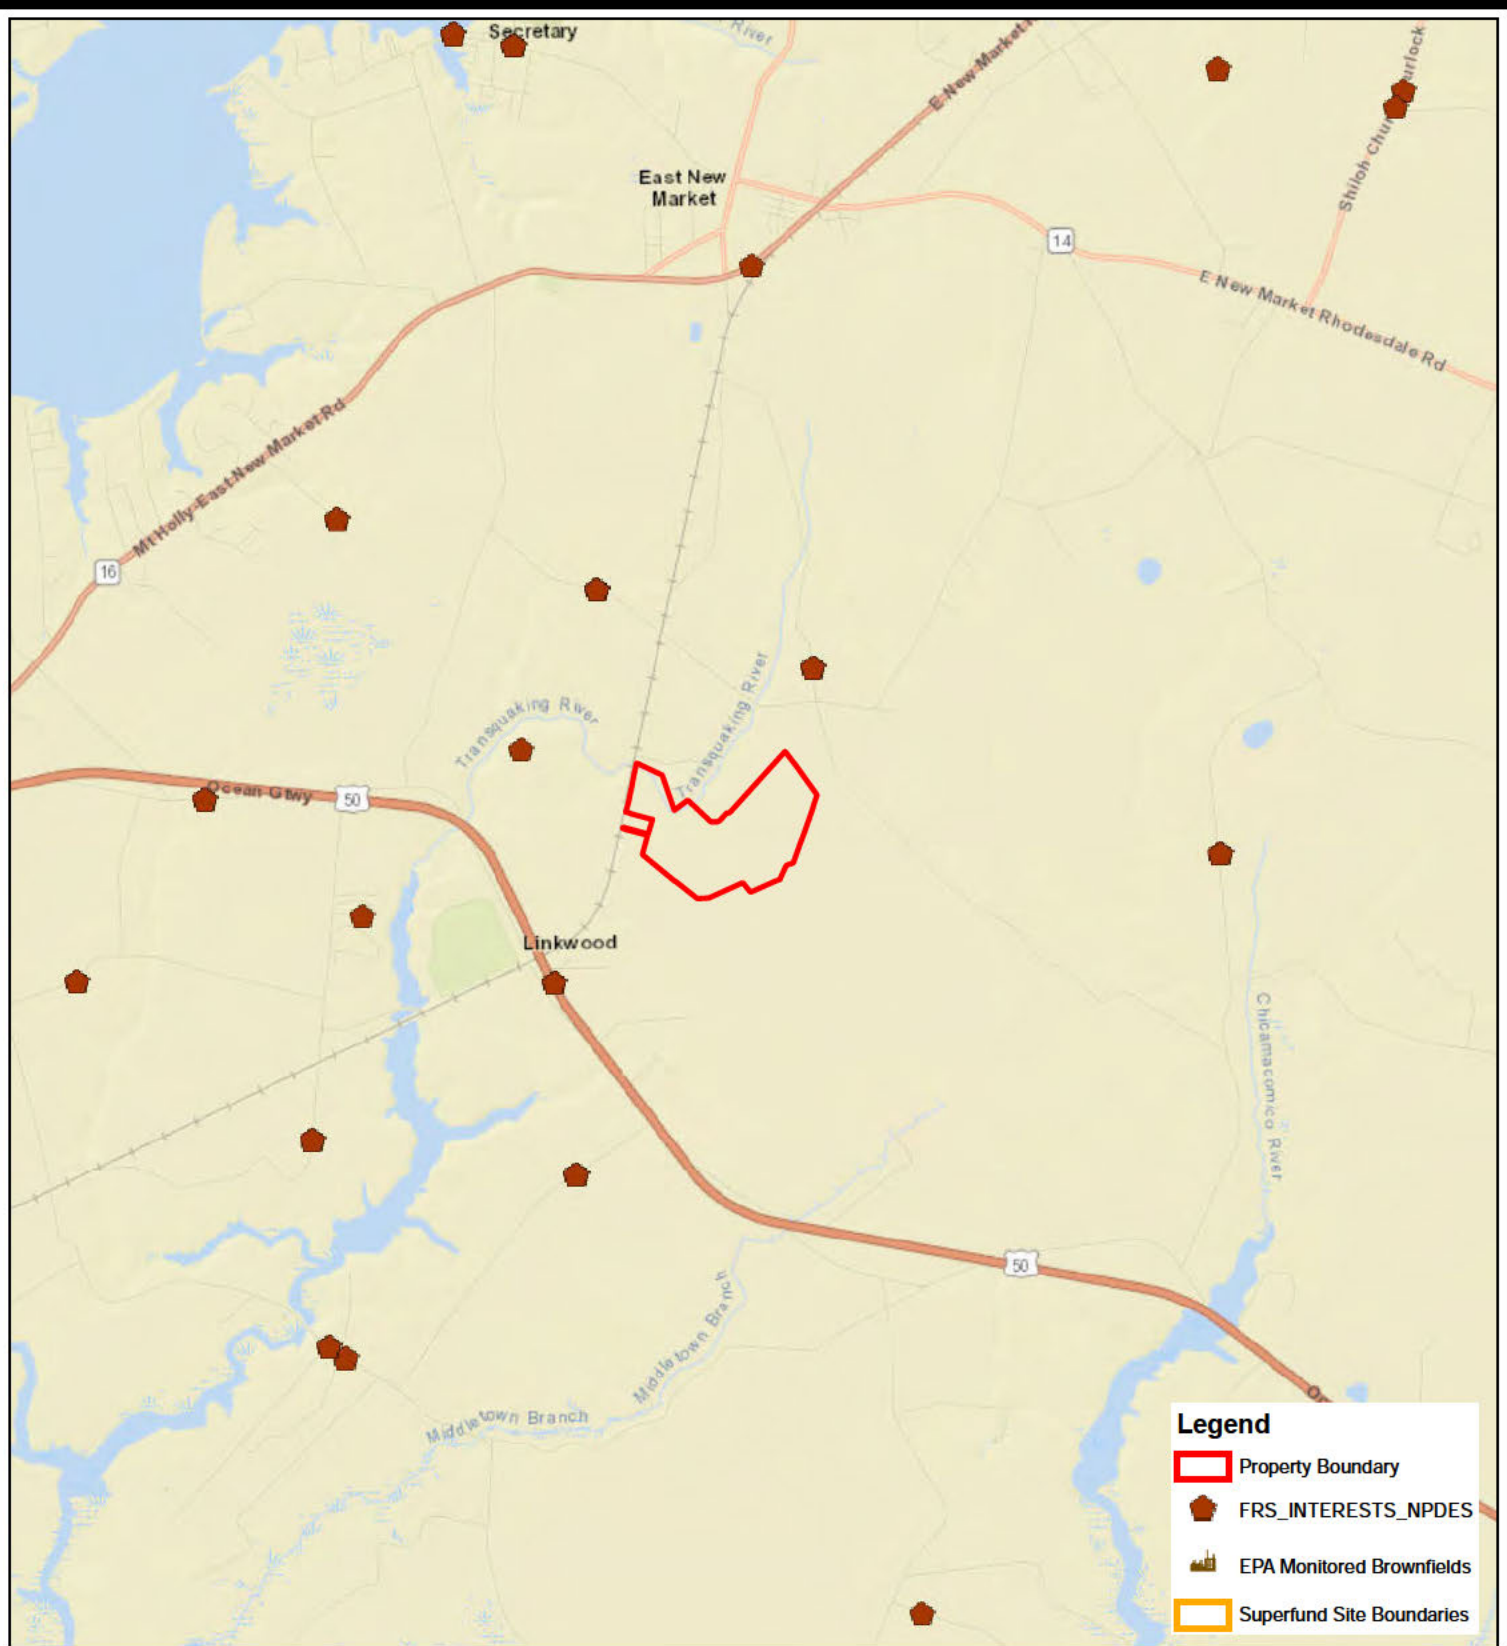 River
Secretary
E New Market
urlock
East New
Market
Shiloh Chur
14
E New Market Rhodesdale Rd
Mt Holly-East New Market Rd
16
Transquaking River
Transquaking River
Ocean Gtwy
50
Linkwood
Chicamacomico River
50
Middletown Branch
Middletown Branch
Legend
Property Boundary
FRS_INTERESTS_NPDES
EPA Monitored Brownfields
Superfund Site Boundaries